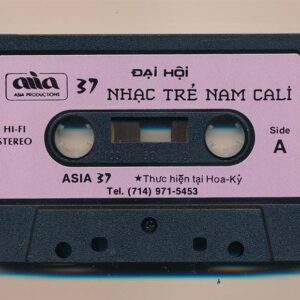 asia
ASIA PRODUCTIONS
37
ĐẠI HỘI
NHẠC TRẺ NAM CALI
HI-FI
STEREO
Side
A
ASIA 37
★Thực hiện tại Hoa-Kỳ
Tel. (714) 971-5453